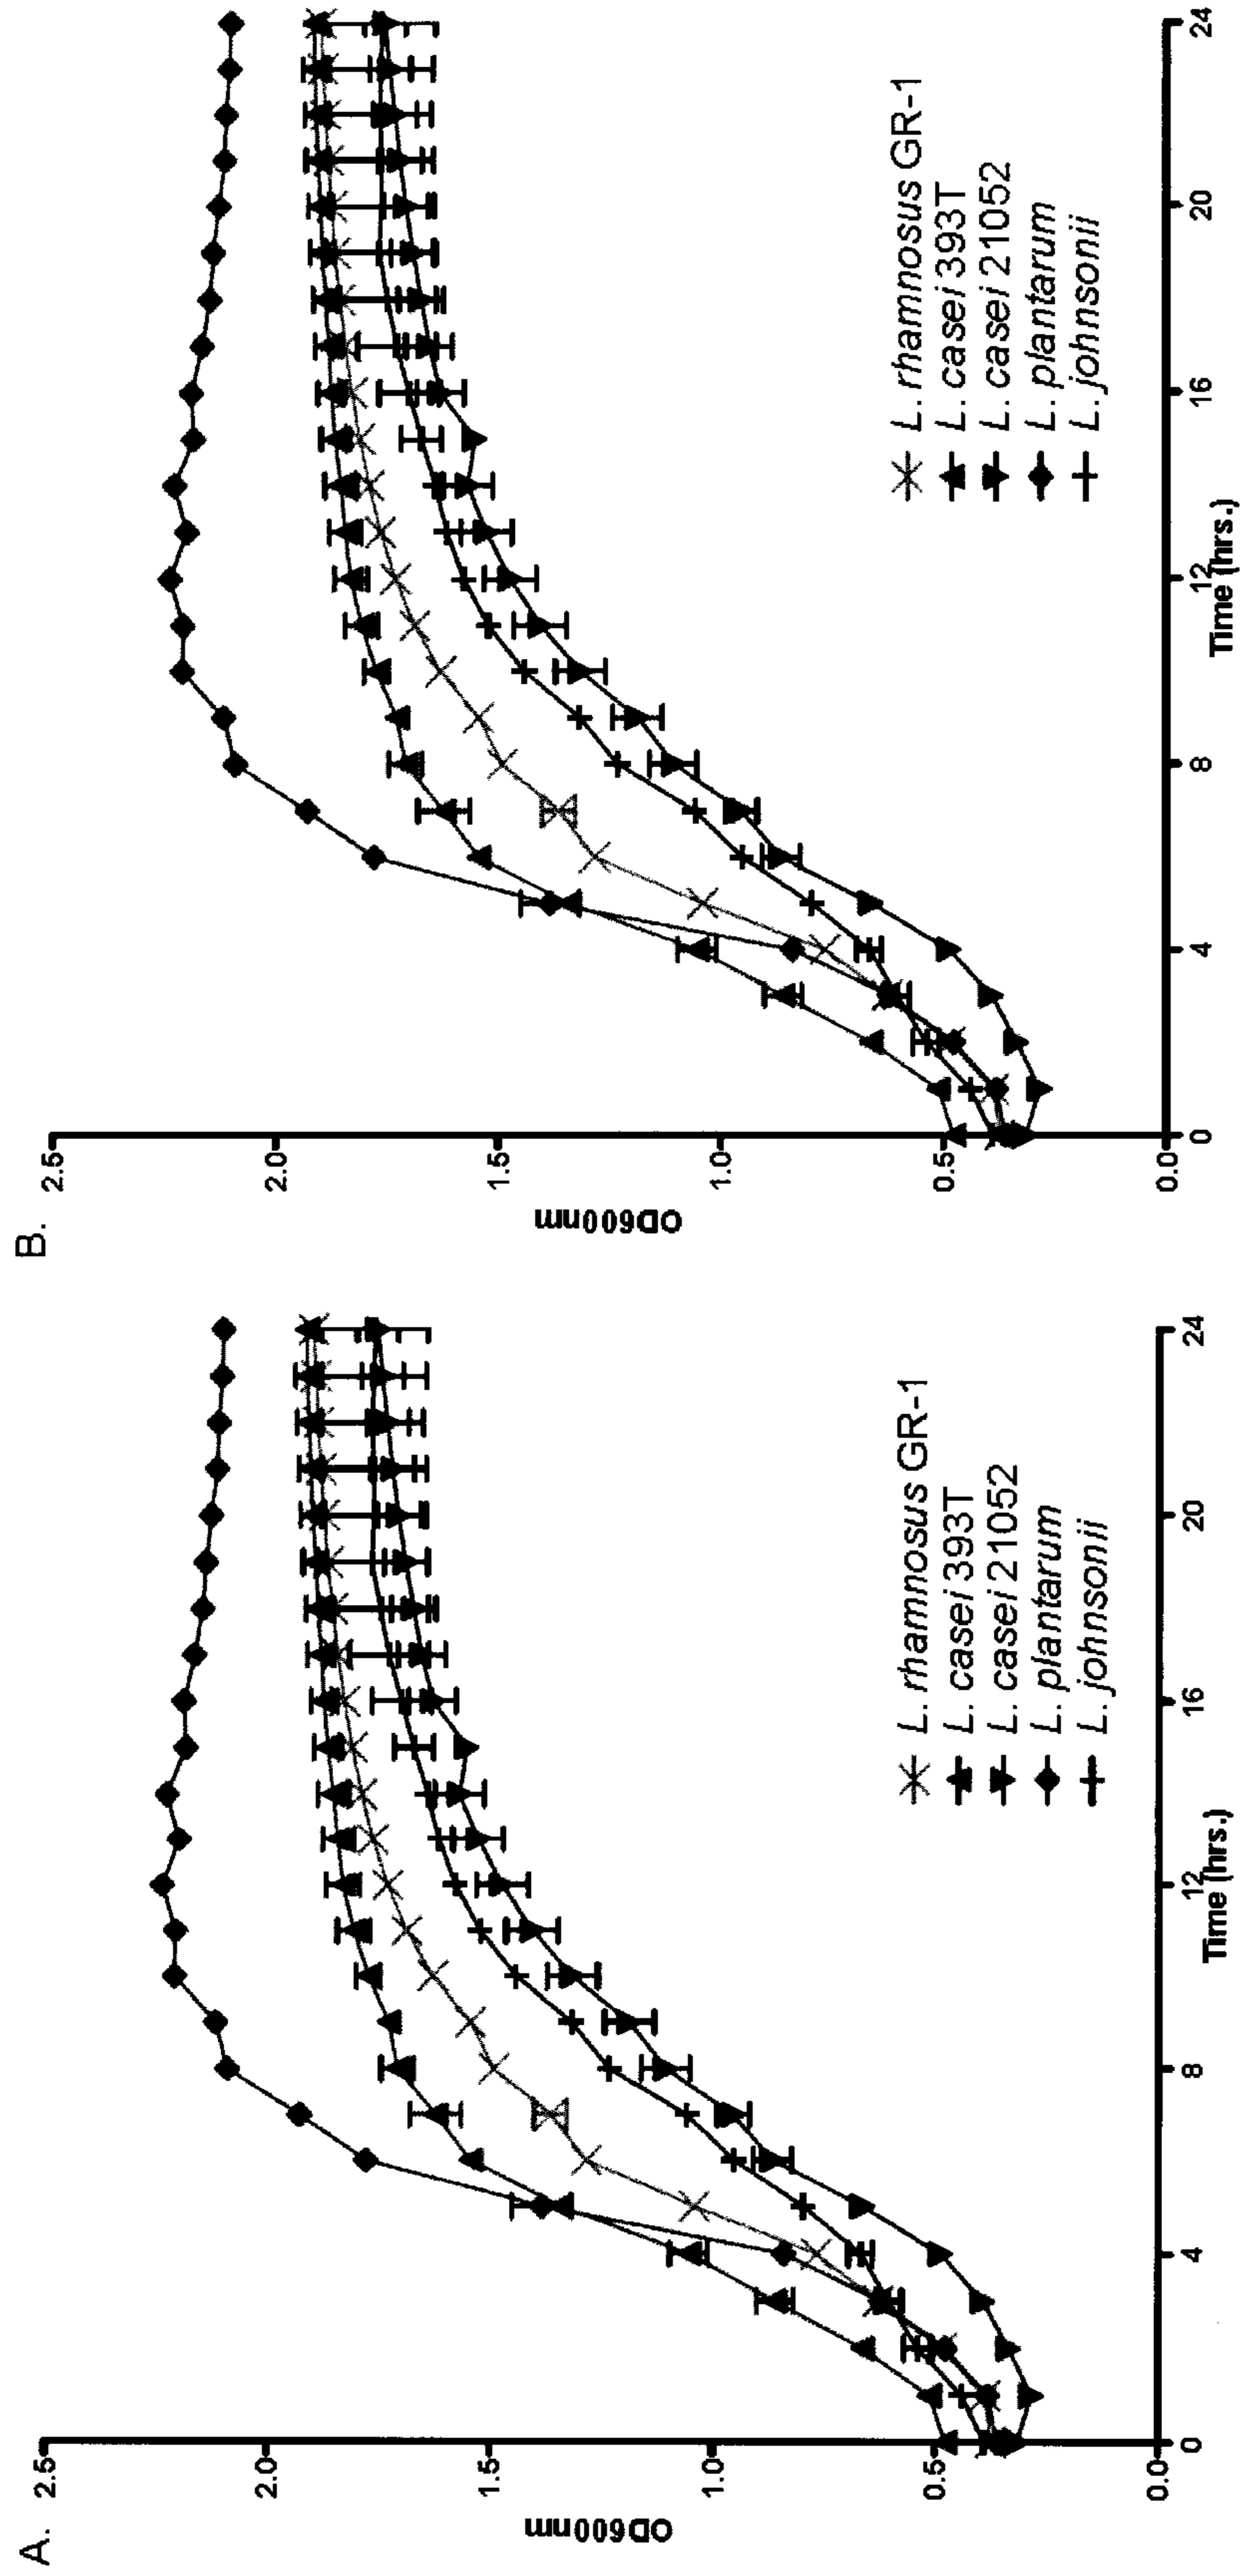 A.
OD600nm
2.5
2.0
1.5
1.0
0.5
0.0
0
4
8
12
16
20
24
Time (hrs.)
L. rhamnosus GR-1
L. casei 393T
L. casei 21052
L. plantarum
L. johnsonii
B.
OD600nm
2.5
2.0
1.5
1.0
0.5
0.0
0
4
8
12
16
20
24
Time (hrs.)
L. rhamnosus GR-1
L. casei 393T
L. casei 21052
L. plantarum
L. johnsonii